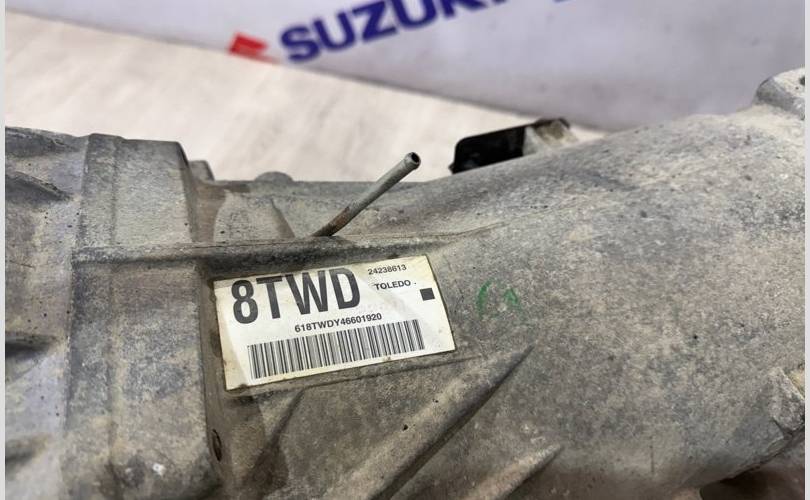 SUZUKI
8TWD
24238613
TOLEDO
618TWDY46601920